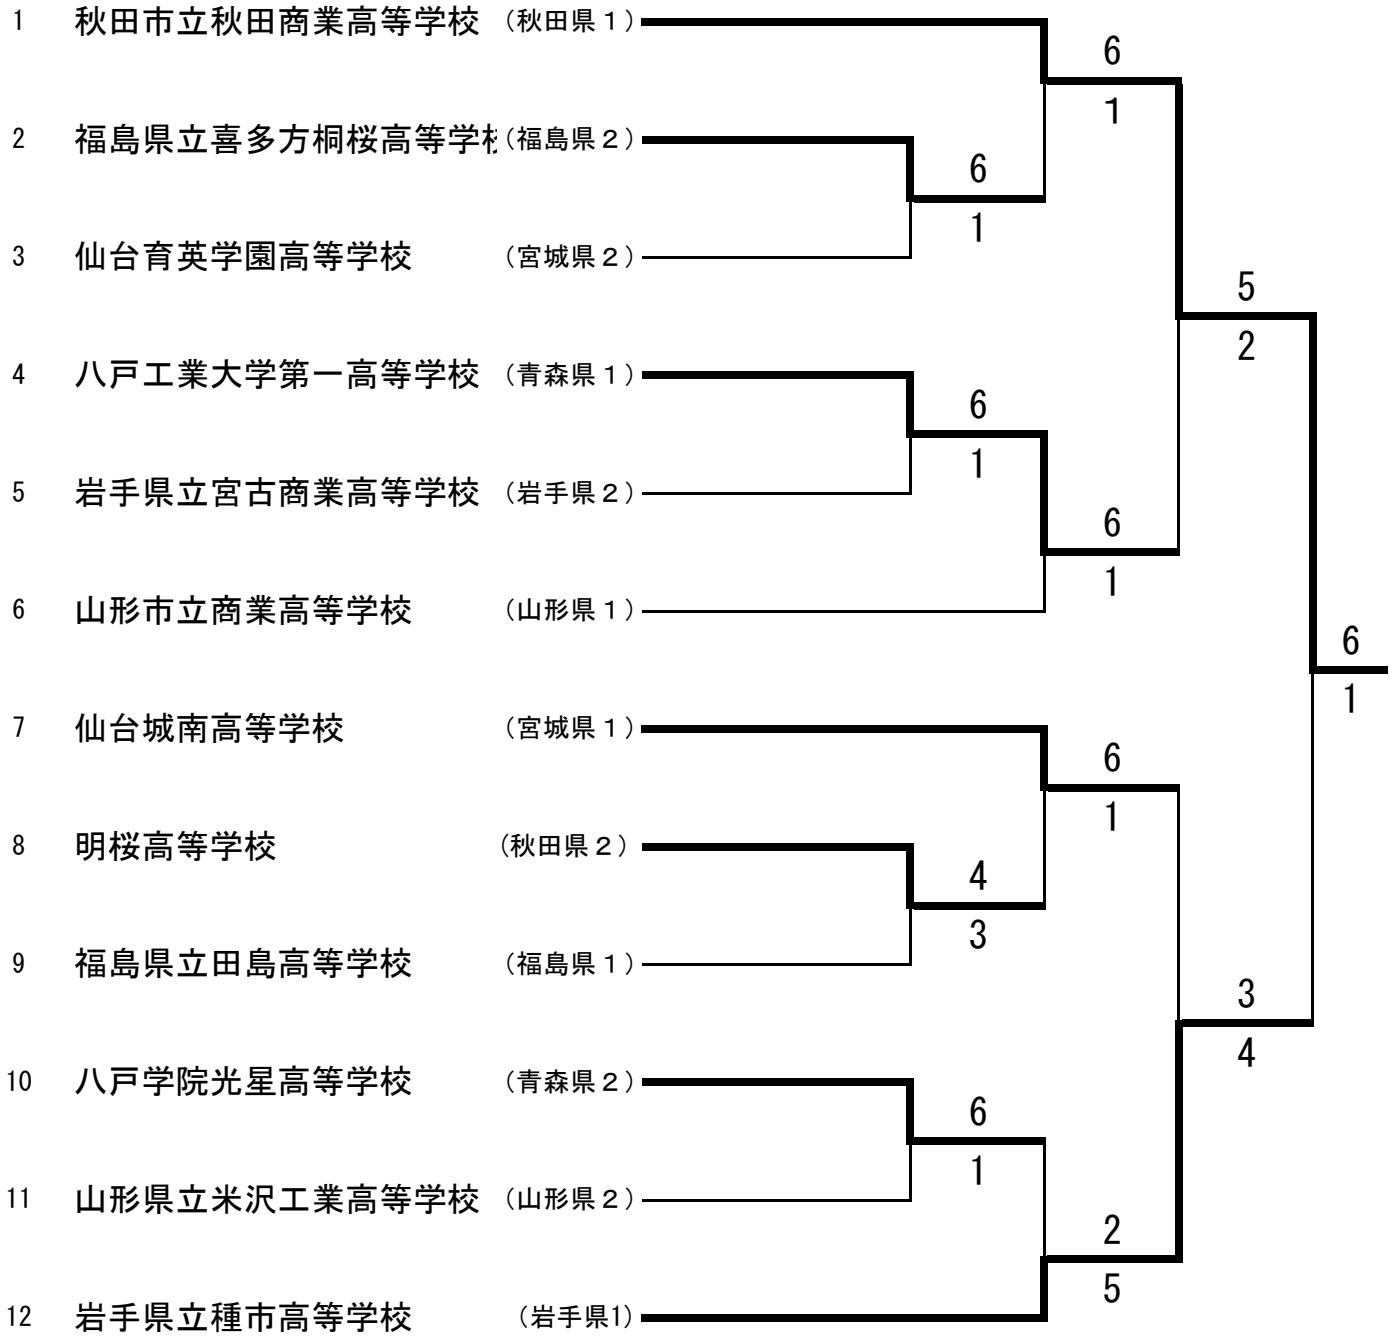 1 秋田市立秋田商業高等学校 (秋田県１)
6
1
2 福島県立喜多方桐桜高等学校 (福島県２)
6
1
3 仙台育英学園高等学校 (宮城県２)
5
2
4 八戸工業大学第一高等学校 (青森県１)
6
1
5 岩手県立宮古商業高等学校 (岩手県２)
6
1
6 山形市立商業高等学校 (山形県１)
6
1
7 仙台城南高等学校 (宮城県１)
6
1
8 明桜高等学校 (秋田県２)
4
3
9 福島県立田島高等学校 (福島県１)
3
4
10 八戸学院光星高等学校 (青森県２)
6
1
11 山形県立米沢工業高等学校 (山形県２)
2
5
12 岩手県立種市高等学校 (岩手県1)